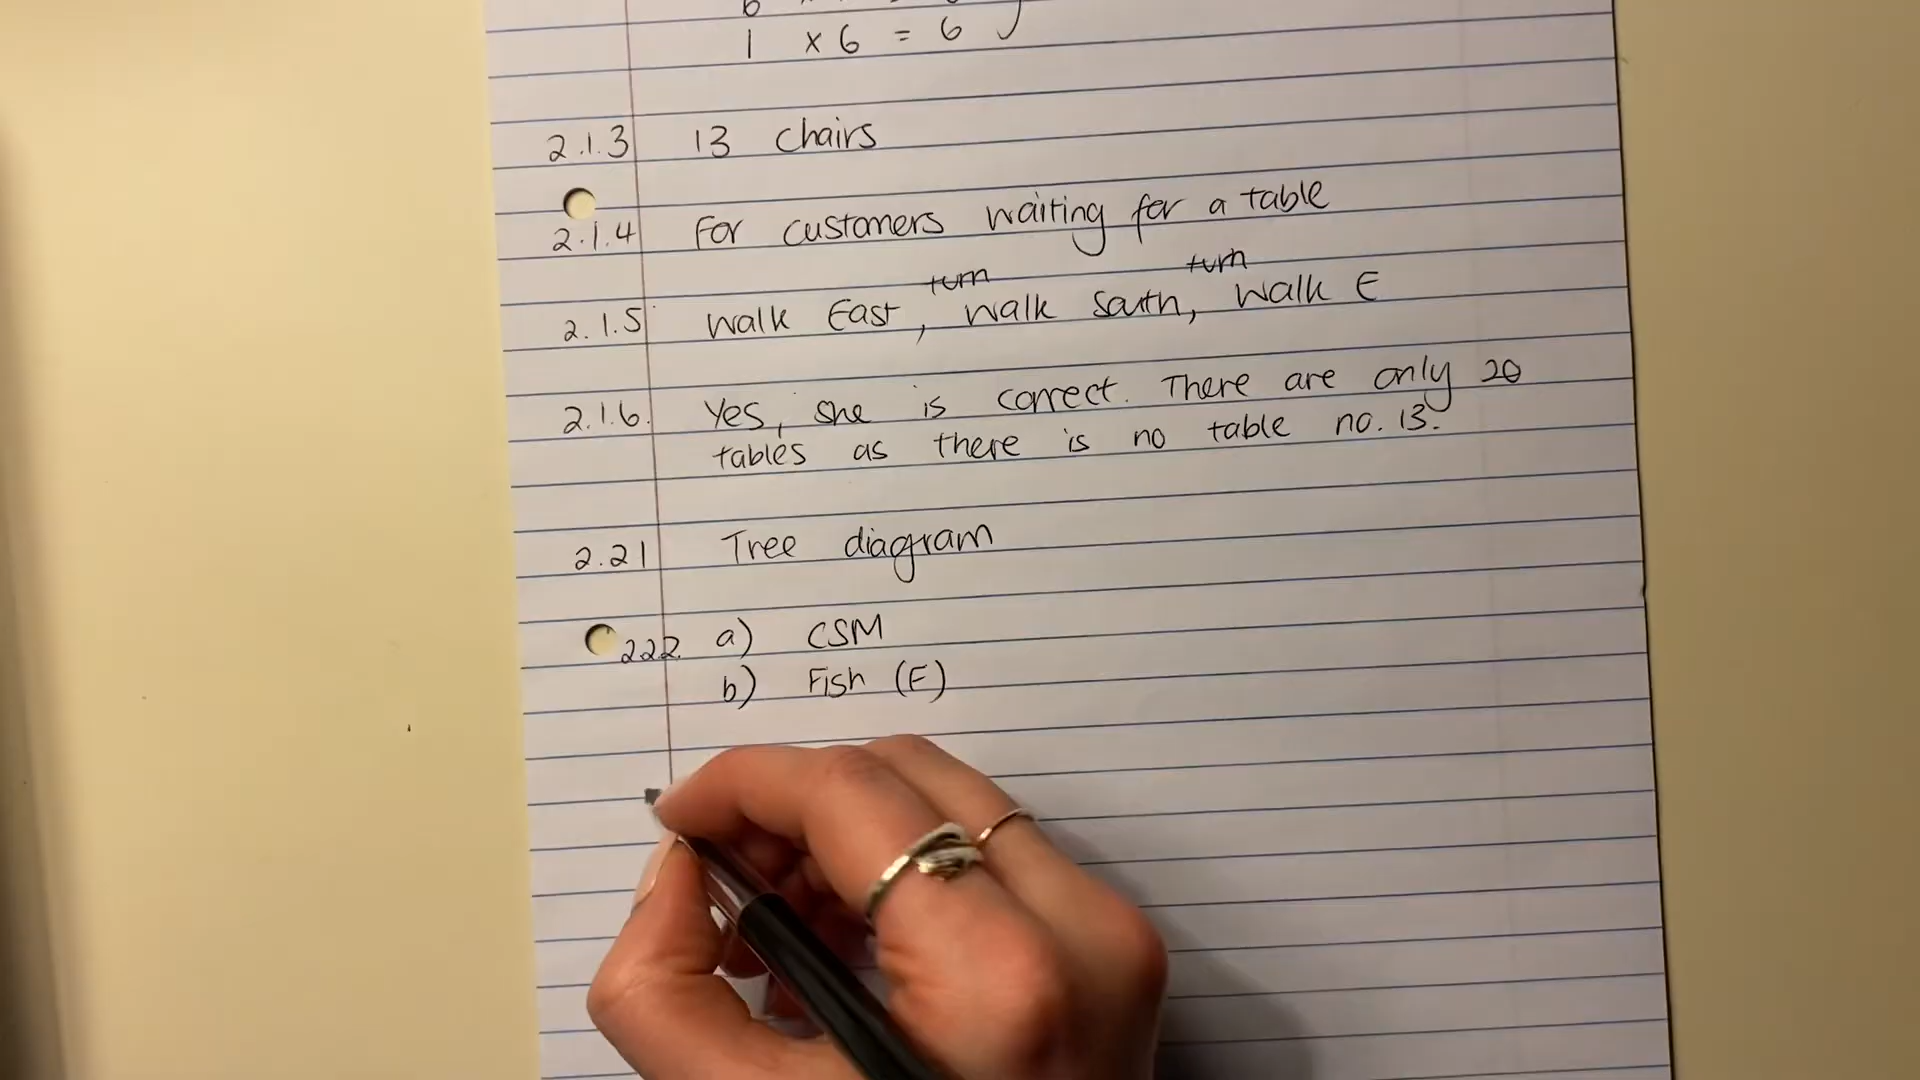 1 x 6 = 6
2.1.3 13 chairs
2.1.4 For customers waiting for a table
turn turn
2.1.5 Walk East, walk South, walk E
2.1.6. Yes, she is correct. There are only 20
tables as there is no table no. 13.
2.21 Tree diagram
222. a) CSM
b) Fish (F)